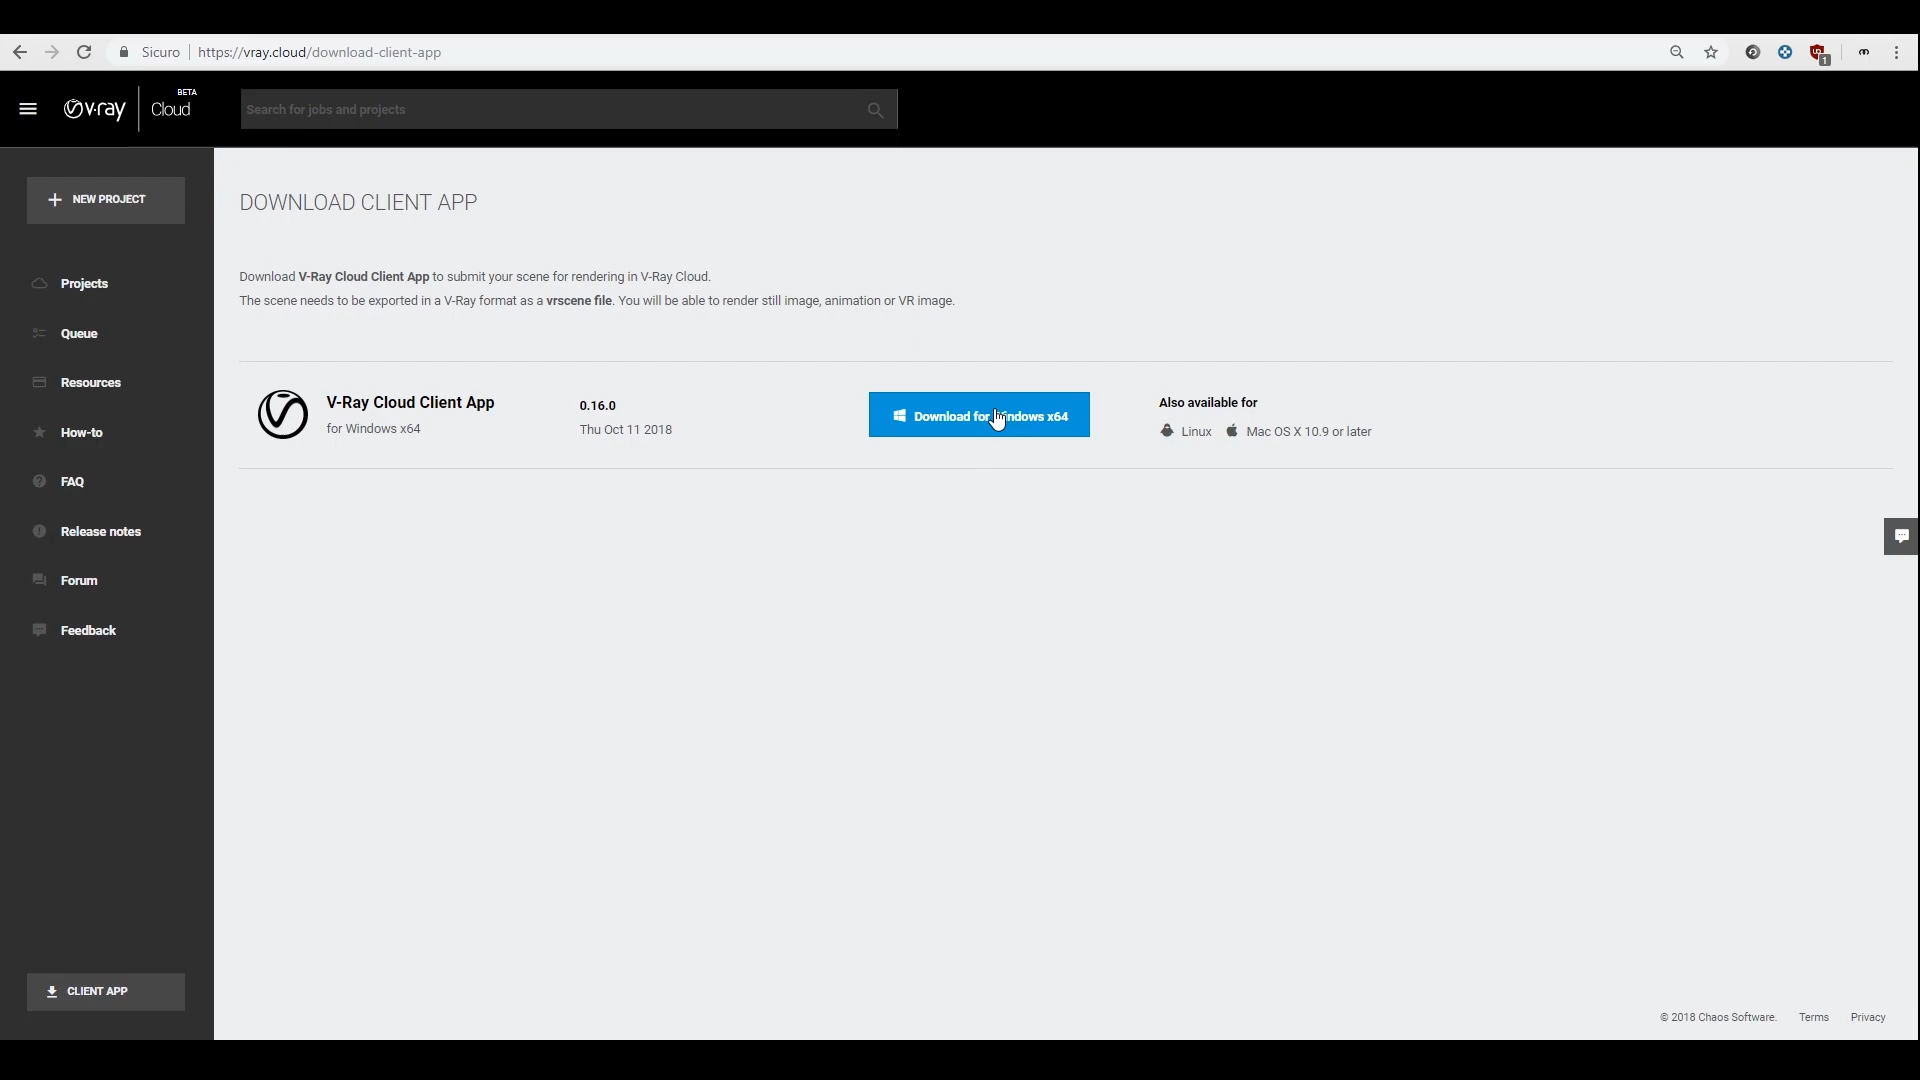 Sicuro https://vray.cloud/download-client-app
1
v-ray Cloud BETA
Search for jobs and projects
NEW PROJECT
Projects
Queue
Resources
How-to
FAQ
Release notes
Forum
Feedback
CLIENT APP
DOWNLOAD CLIENT APP
Download V-Ray Cloud Client App to submit your scene for rendering in V-Ray Cloud.
The scene needs to be exported in a V-Ray format as a vrscene file. You will be able to render still image, animation or VR image.
V-Ray Cloud Client App
for Windows x64
0.16.0
Thu Oct 11 2018
Download for Windows x64
Also available for
Linux Mac OS X 10.9 or later
© 2018 Chaos Software. Terms Privacy